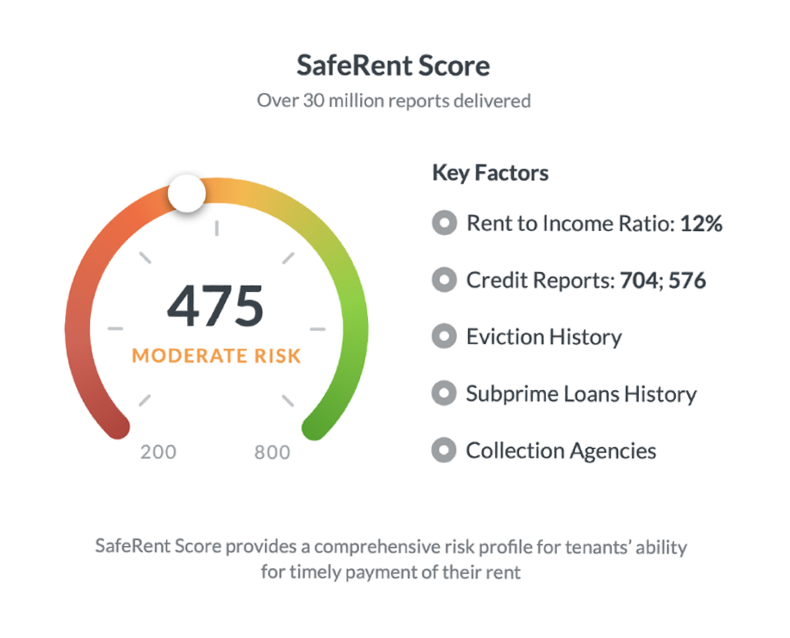 SafeRent Score
Over 30 million reports delivered
475
MODERATE RISK
200
800
Key Factors
Rent to Income Ratio: 12%
Credit Reports: 704; 576
Eviction History
Subprime Loans History
Collection Agencies
SafeRent Score provides a comprehensive risk profile for tenants’ ability
for timely payment of their rent